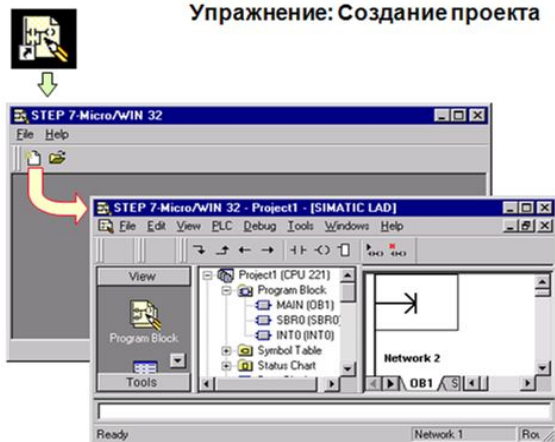 Упражнение: Создание проекта
STEP 7-Micro/WIN 32
File Help
STEP 7-Micro/WIN 32 - Project1 - [SIMATIC LAD]
File Edit View PLC Debug Tools Windows Help
View
Program Block
Tools
Project1 (CPU 221)
Program Block
MAIN (OB1)
SBR0 (SBR0
INT0 (INT0)
Symbol Table
Status Chart
Network 2
OB1 S
Ready Network 1